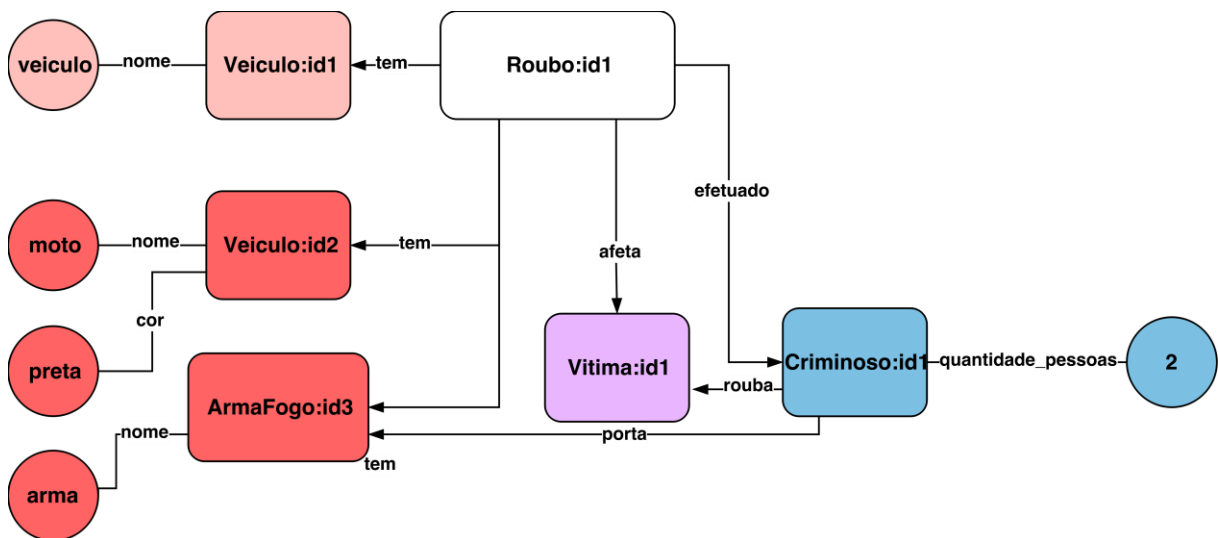 veiculo
nome
Veiculo:id1
tem
Roubo:id1
efetuado
moto
nome
Veiculo:id2
tem
afeta
cor
preta
ArmaFogo:id3
Vitima:id1
Criminoso:id1
quantidade_pessoas
2
rouba
nome
porta
tem
arma